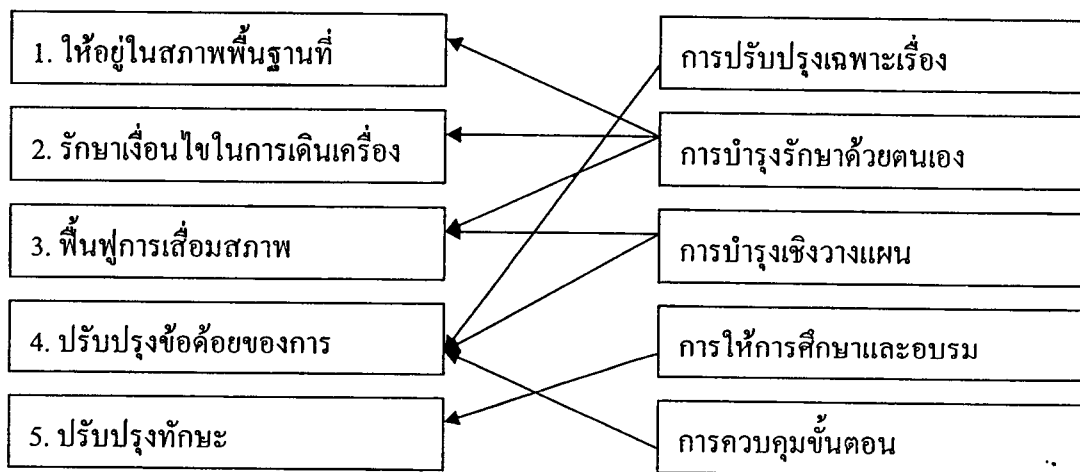 1. ให้อยู่ในสภาพพื้นฐานที่
2. รักษาเงื่อนไขในการเดินเครื่อง
3. ฟื้นฟูการเสื่อมสภาพ
4. ปรับปรุงข้อด้อยของการ
5. ปรับปรุงทักษะ
การปรับปรุงเฉพาะเรื่อง
การบำรุงรักษาด้วยตนเอง
การบำรุงเชิงวางแผน
การให้การศึกษาและอบรม
การควบคุมขั้นตอน